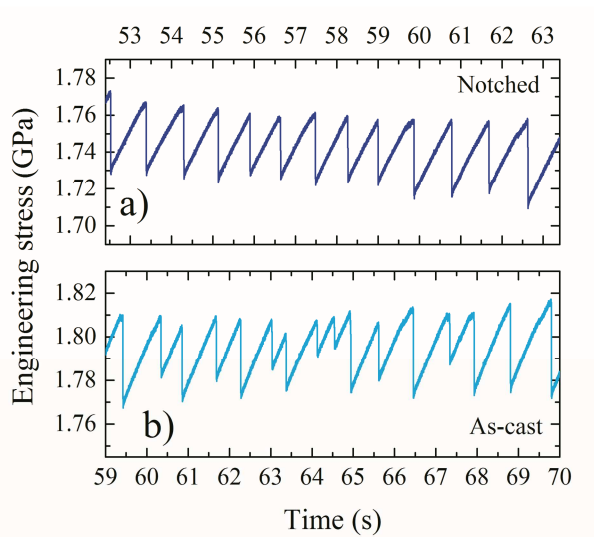 53 54 55 56 57 58 59 60 61 62 63
1.78
Notched
1.76
1.74
1.72
a)
1.70
Engineering stress (GPa)
1.82
1.80
1.78
1.76
b)
As-cast
59 60 61 62 63 64 65 66 67 68 69 70
Time (s)